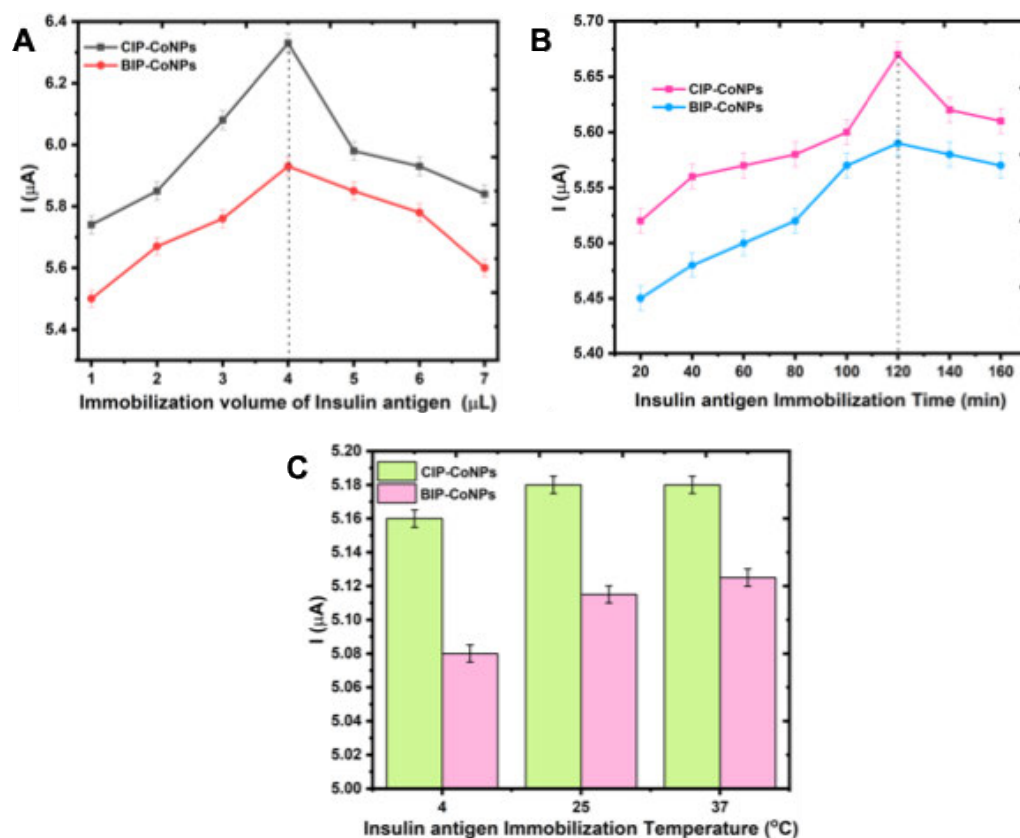 A
CIP-CoNPs
BIP-CoNPs
I (μA)
6.4
6.2
6.0
5.8
5.6
5.4
1 2 3 4 5 6 7
Immobilization volume of Insulin antigen (μL)
B
CIP-CoNPs
BIP-CoNPs
I (μA)
5.70
5.65
5.60
5.55
5.50
5.45
5.40
20 40 60 80 100 120 140 160
Insulin antigen Immobilization Time (min)
C
CIP-CoNPs
BIP-CoNPs
I (μA)
5.20
5.18
5.16
5.14
5.12
5.10
5.08
5.06
5.04
5.02
5.00
4 25 37
Insulin antigen Immobilization Temperature (°C)